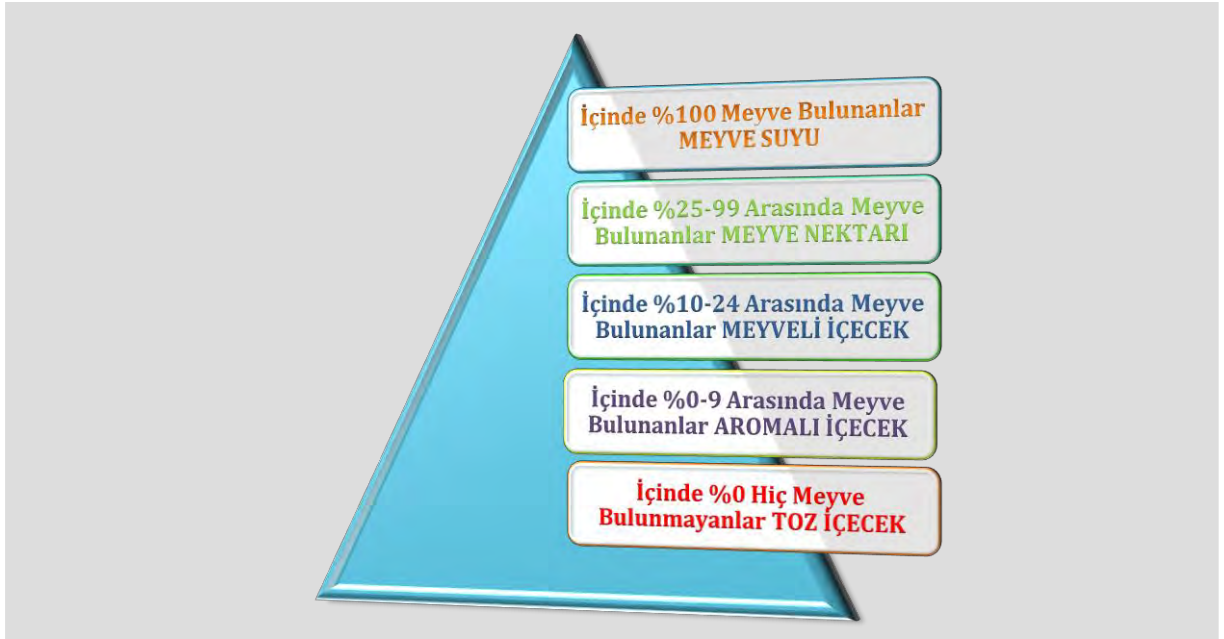 İçinde %100 Meyve Bulunanlar
MEYVE SUYU
İçinde %25-99 Arasında Meyve
Bulunanlar MEYVE NEKTARI
İçinde %10-24 Arasında Meyve
Bulunanlar MEYVELİ İÇECEK
İçinde %0-9 Arasında Meyve
Bulunanlar AROMALI İÇECEK
İçinde %0 Hiç Meyve
Bulunmayanlar TOZ İÇECEK